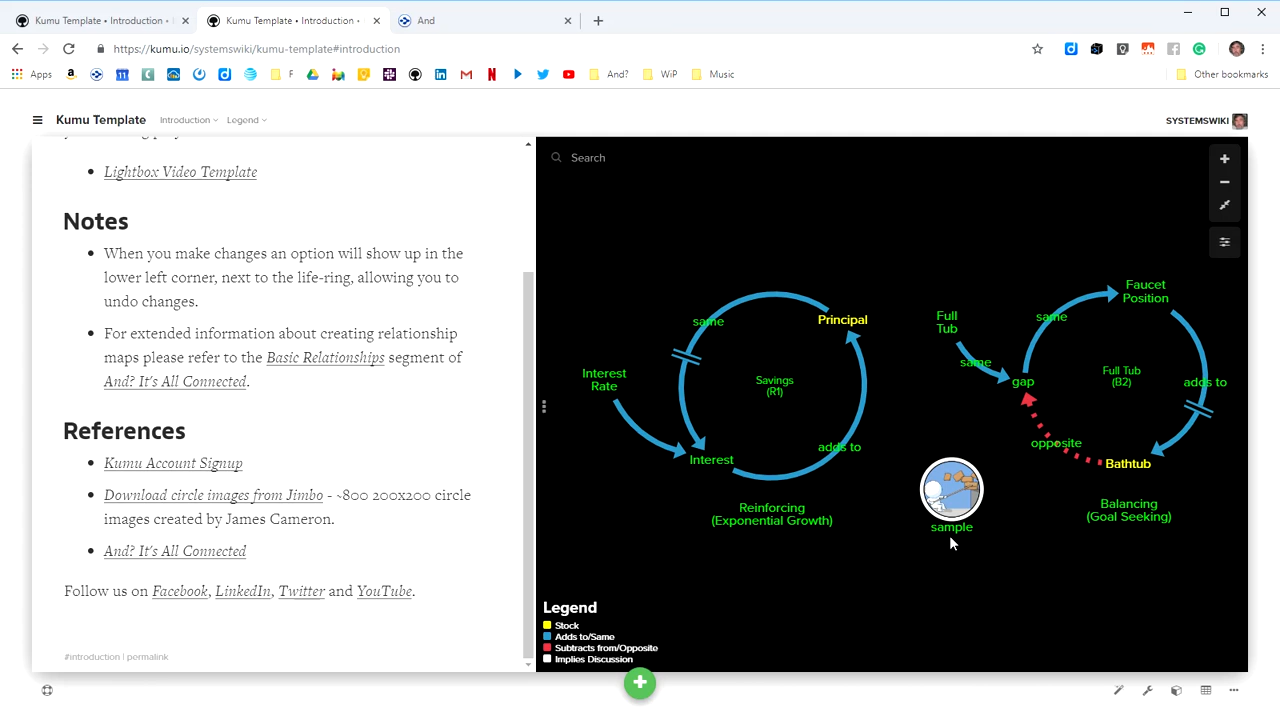 Kumu Template • Introduction •
Kumu Template • Introduction •
And
https://kumu.io/systemswiki/kumu-template#introduction
Apps
F
And?
WiP
Music
Other bookmarks
Kumu Template
Introduction
Legend
SYSTEMSWIKI
Lightbox Video Template
Notes
When you make changes an option will show up in the
lower left corner, next to the life-ring, allowing you to
undo changes.
For extended information about creating relationship
maps please refer to the Basic Relationships segment of
And? It's All Connected.
References
Kumu Account Signup
Download circle images from Jimbo - ~800 200x200 circle
images created by James Cameron.
And? It's All Connected
Follow us on Facebook, LinkedIn, Twitter and YouTube.
#introduction | permalink
Search
same
Principal
Interest
Rate
Savings
(R1)
adds to
Interest
Reinforcing
(Exponential Growth)
Full
Tub
same
gap
same
Faucet
Position
Full Tub
(B2)
adds to
opposite
Bathtub
Balancing
(Goal Seeking)
sample
Legend
Stock
Adds to/Same
Subtracts from/Opposite
Implies Discussion